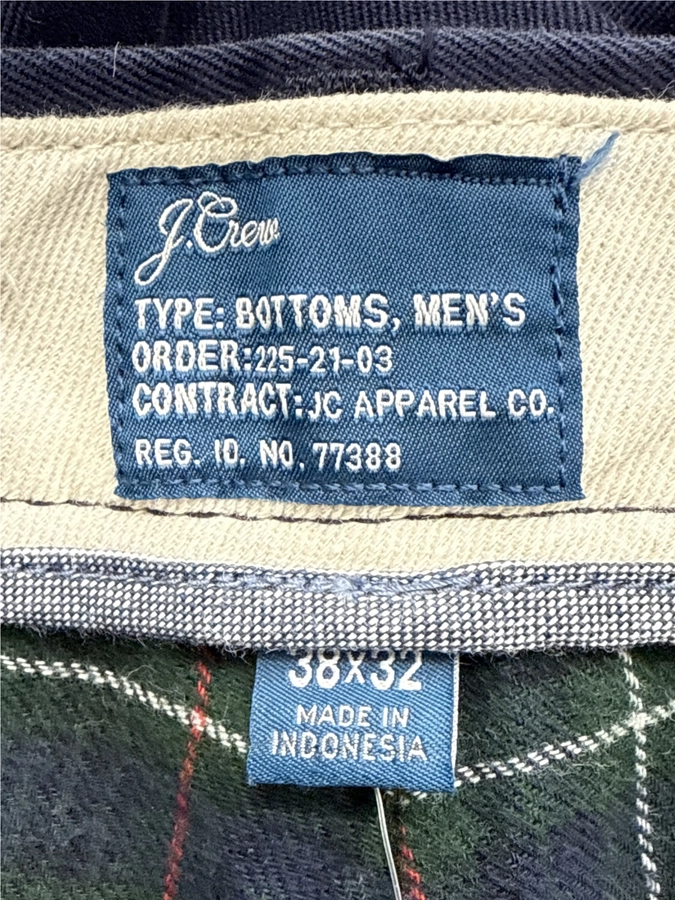 J.Crew
TYPE: BOTTOMS, MEN'S
ORDER:225-21-03
CONTRACT: JC APPAREL CO.
REG. ID. NO. 77388
38X32
MADE IN
INDONESIA